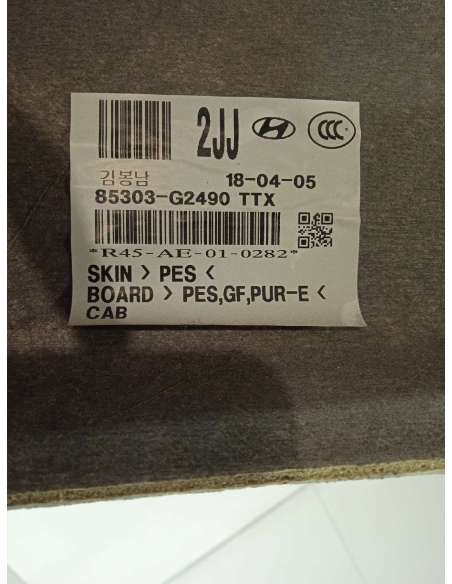 2JJ CCC
김봉남 18-04-05
85303-G2490 TTX
*R45-AE-01-0282*
SKIN > PES <
BOARD > PES,GF,PUR-E <
CAB